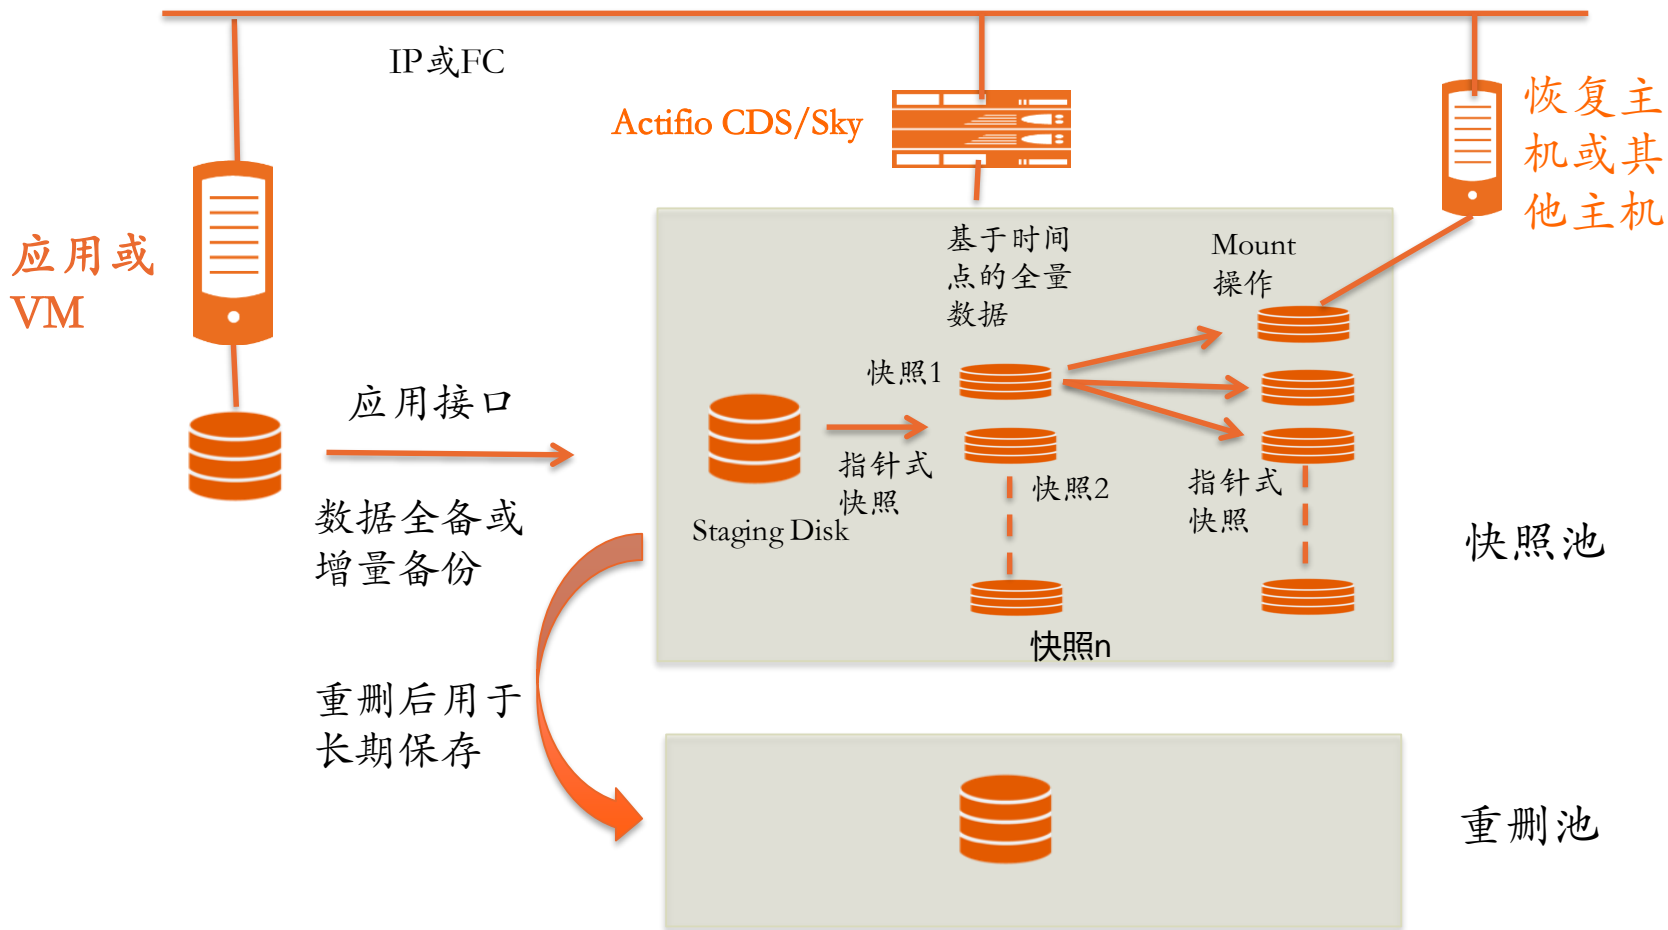 IP或FC
Actifio CDS/Sky
恢复主
机或其
他主机
应用或
VM
基于时间
点的全量
数据
Mount
操作
快照1
应用接口
指针式
快照
快照2
指针式
快照
数据全备或
增量备份
Staging Disk
快照池
快照n
重删后用于
长期保存
重删池